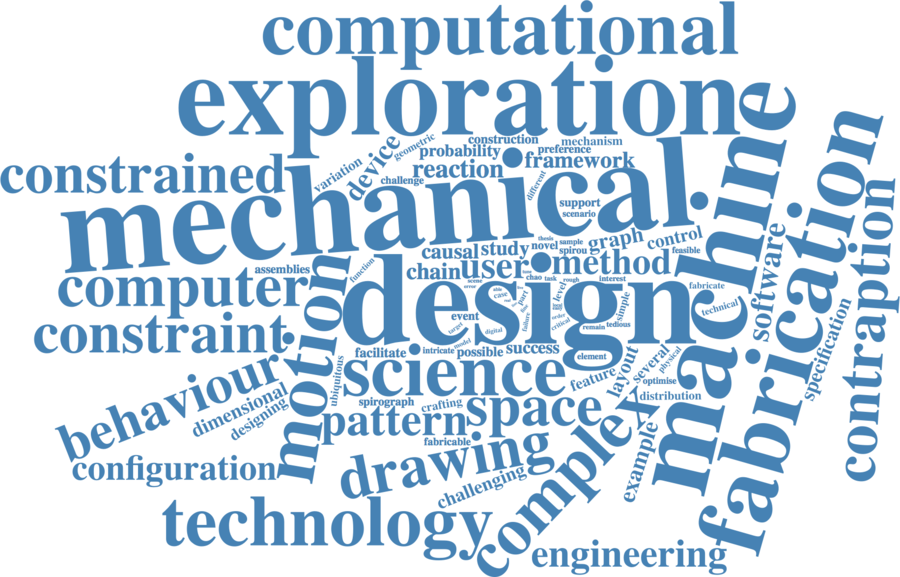 computational
exploration
machine
fabrication
constrained
variation
device
geometric
construction
mechanism
probability
preference
reaction
framework
challenge
different
support
scenario
mechanical
contraption
assemblies
function
causal
study
novel
thesis
sample
spirou
graph
control
feasible
software
computer
motion
chain
user
method
chao
task
rough
interest
scene
error
design
fabricate
technical
specification
constraint
event
target
digital
able
case
part
level
failure
order
critical
simple
remain
tedious
model
intricate
facilitate
possible
success
element
behaviour
dimensional
designing
ubiquitous
science
feature
layout
several
physical
optimise
distribution
spirograph
crafting
pattern
space
complex
example
fabricable
configuration
drawing
challenging
technology
engineering